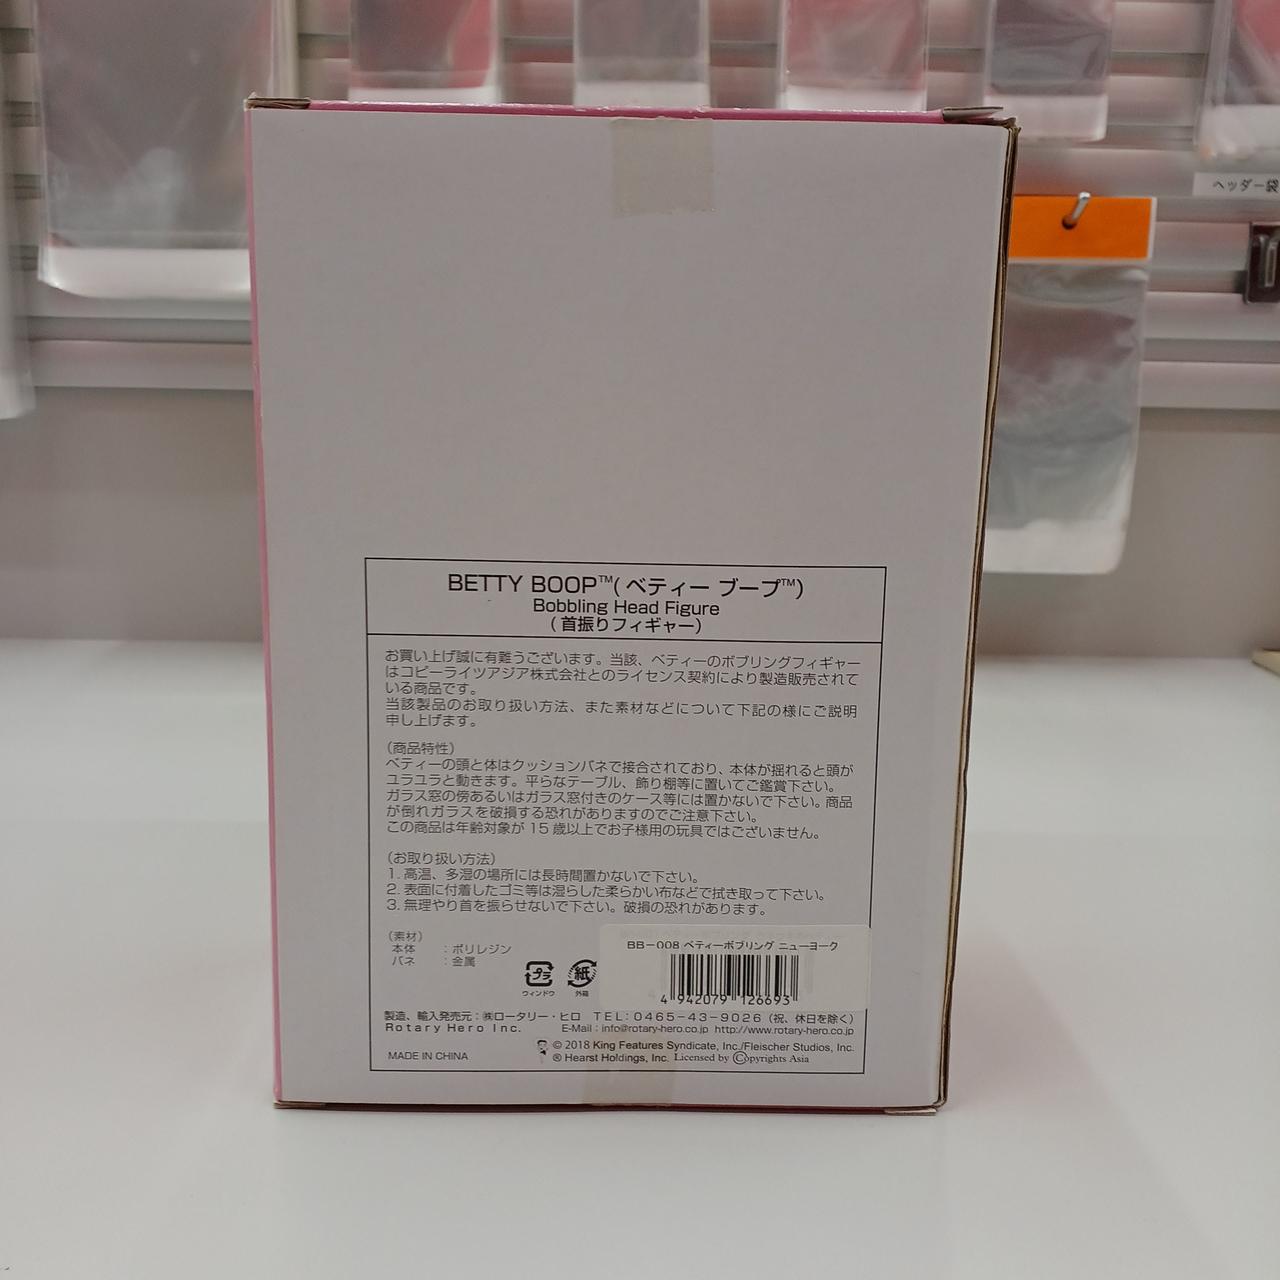 ヘッダー袋
BETTY BOOP™(ベティー ブープ™)
Bobbling Head Figure
(首振りフィギャー)
お買い上げ誠に有難うございます。当該、ベティーのボブリングフィギャー
はコピーライツアジア株式会社とのライセンス契約により製造販売されて
いる商品です。
当該製品のお取り扱い方法、また素材などについて下記の様にご説明
申し上げます。
(商品特性)
ベティーの頭と体はクッションバネで接合されており、本体が揺れると頭が
ユラユラと動きます。平らなテーブル、飾り棚等に置いてご鑑賞下さい。
ガラス窓の傍あるいはガラス窓付きのケース等には置かないで下さい。商品
が倒れガラスを破損する恐れがありますのでご注意下さい。
この商品は年齢対象が 15 歳以上でお子様用の玩具ではございません。
(お取り扱い方法)
1. 高温、多湿の場所には長時間置かないで下さい。
2. 表面に付着したゴミ等は湿らした柔らかい布などで拭き取って下さい。
3. 無理やり首を振らせないで下さい。破損の恐れがあります。
(素材)
本体 : ポリレジン
バネ : 金属
プラ
ウィンドウ
紙
外箱
BB-008 ベティーボブリング ニューヨーク
4 942079 126693
製造、輸入発売元：㈱ロータリー・ヒロ TEL：0465-43-9026（祝、休日を除く）
Rotary Hero Inc. E-Mail：info@rotary-hero.co.jp http://www.rotary-hero.co.jp
MADE IN CHINA
© 2018 King Features Syndicate, Inc./Fleischer Studios, Inc.
® Hearst Holdings, Inc. Licensed by Copyrights Asia